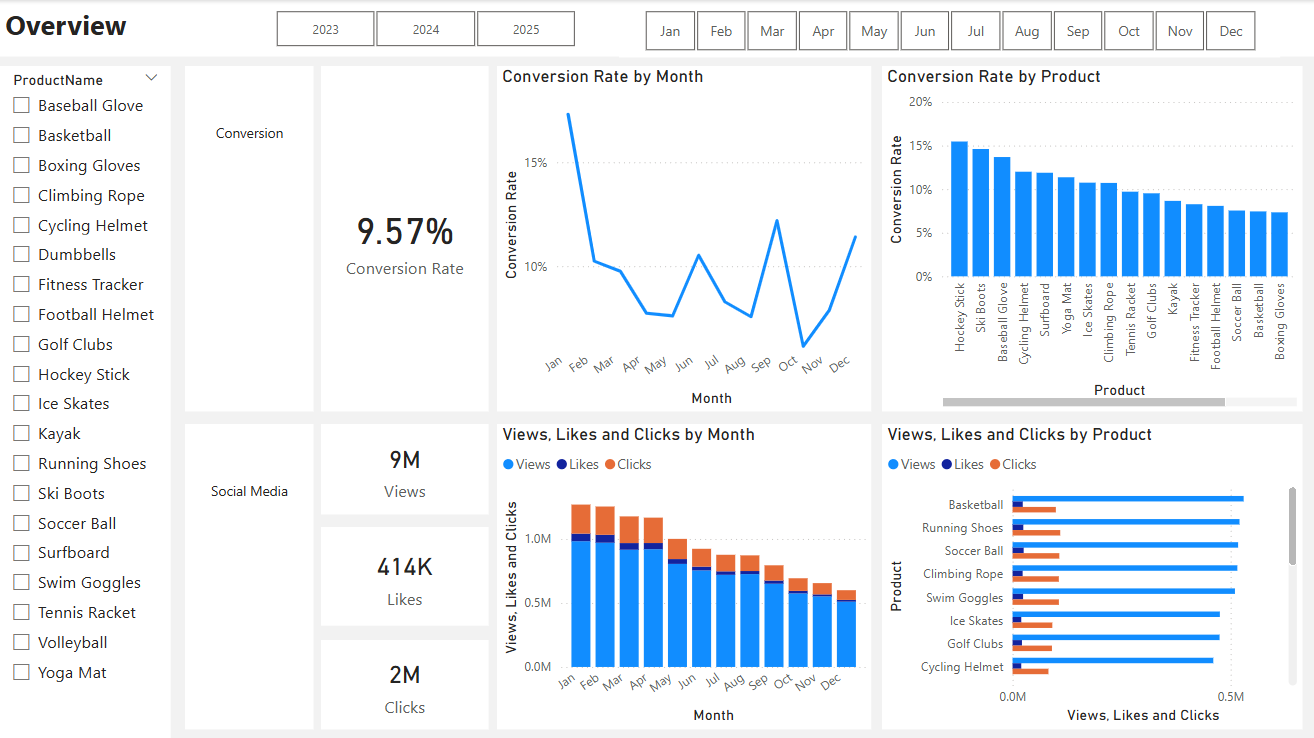 Overview
2023 2024 2025
Jan Feb Mar Apr May Jun Jul Aug Sep Oct Nov Dec
ProductName
Baseball Glove
Basketball
Boxing Gloves
Climbing Rope
Cycling Helmet
Dumbbells
Fitness Tracker
Football Helmet
Golf Clubs
Hockey Stick
Ice Skates
Kayak
Running Shoes
Ski Boots
Soccer Ball
Surfboard
Swim Goggles
Tennis Racket
Volleyball
Yoga Mat
Conversion
9.57%
Conversion Rate
Conversion Rate by Month
Conversion Rate
15%
10%
Jan Feb Mar Apr May Jun Jul Aug Sep Oct Nov Dec
Month
Conversion Rate by Product
Conversion Rate
20%
15%
10%
5%
0%
Hockey Stick
Ski Boots
Baseball Glove
Cycling Helmet
Surfboard
Yoga Mat
Ice Skates
Climbing Rope
Tennis Racket
Golf Clubs
Kayak
Fitness Tracker
Football Helmet
Soccer Ball
Basketball
Boxing Gloves
Product
Social Media
9M
Views
414K
Likes
2M
Clicks
Views, Likes and Clicks by Month
Views Likes Clicks
Views, Likes and Clicks
1.0M
0.5M
0.0M
Jan Feb Mar Apr May Jun Jul Aug Sep Oct Nov Dec
Month
Views, Likes and Clicks by Product
Views Likes Clicks
Product
Basketball
Running Shoes
Soccer Ball
Climbing Rope
Swim Goggles
Ice Skates
Golf Clubs
Cycling Helmet
0.0M 0.5M
Views, Likes and Clicks